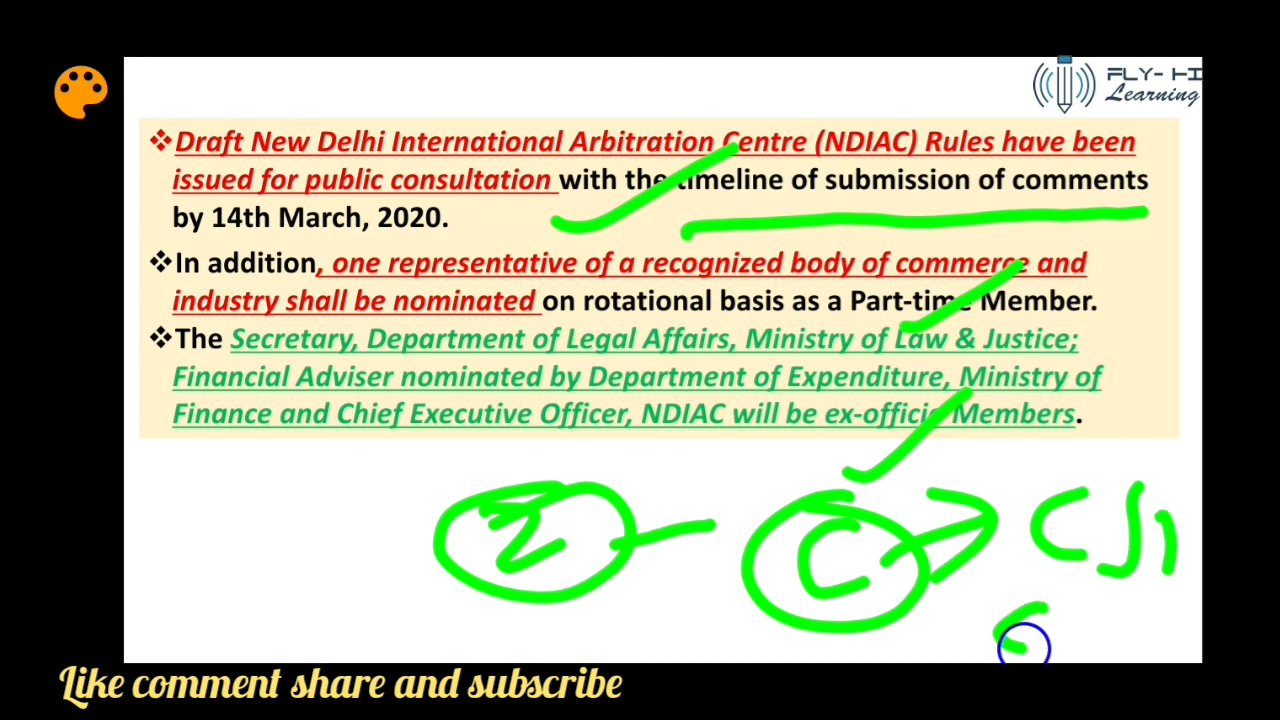 FLY-HI
Learning
❖Draft New Delhi International Arbitration Centre (NDIAC) Rules have been
issued for public consultation with the timeline of submission of comments
by 14th March, 2020.
❖In addition, one representative of a recognized body of commerce and
industry shall be nominated on rotational basis as a Part-time Member.
❖The Secretary, Department of Legal Affairs, Ministry of Law & Justice;
Financial Adviser nominated by Department of Expenditure, Ministry of
Finance and Chief Executive Officer, NDIAC will be ex-officio Members.
C CJI
Like comment share and subscribe